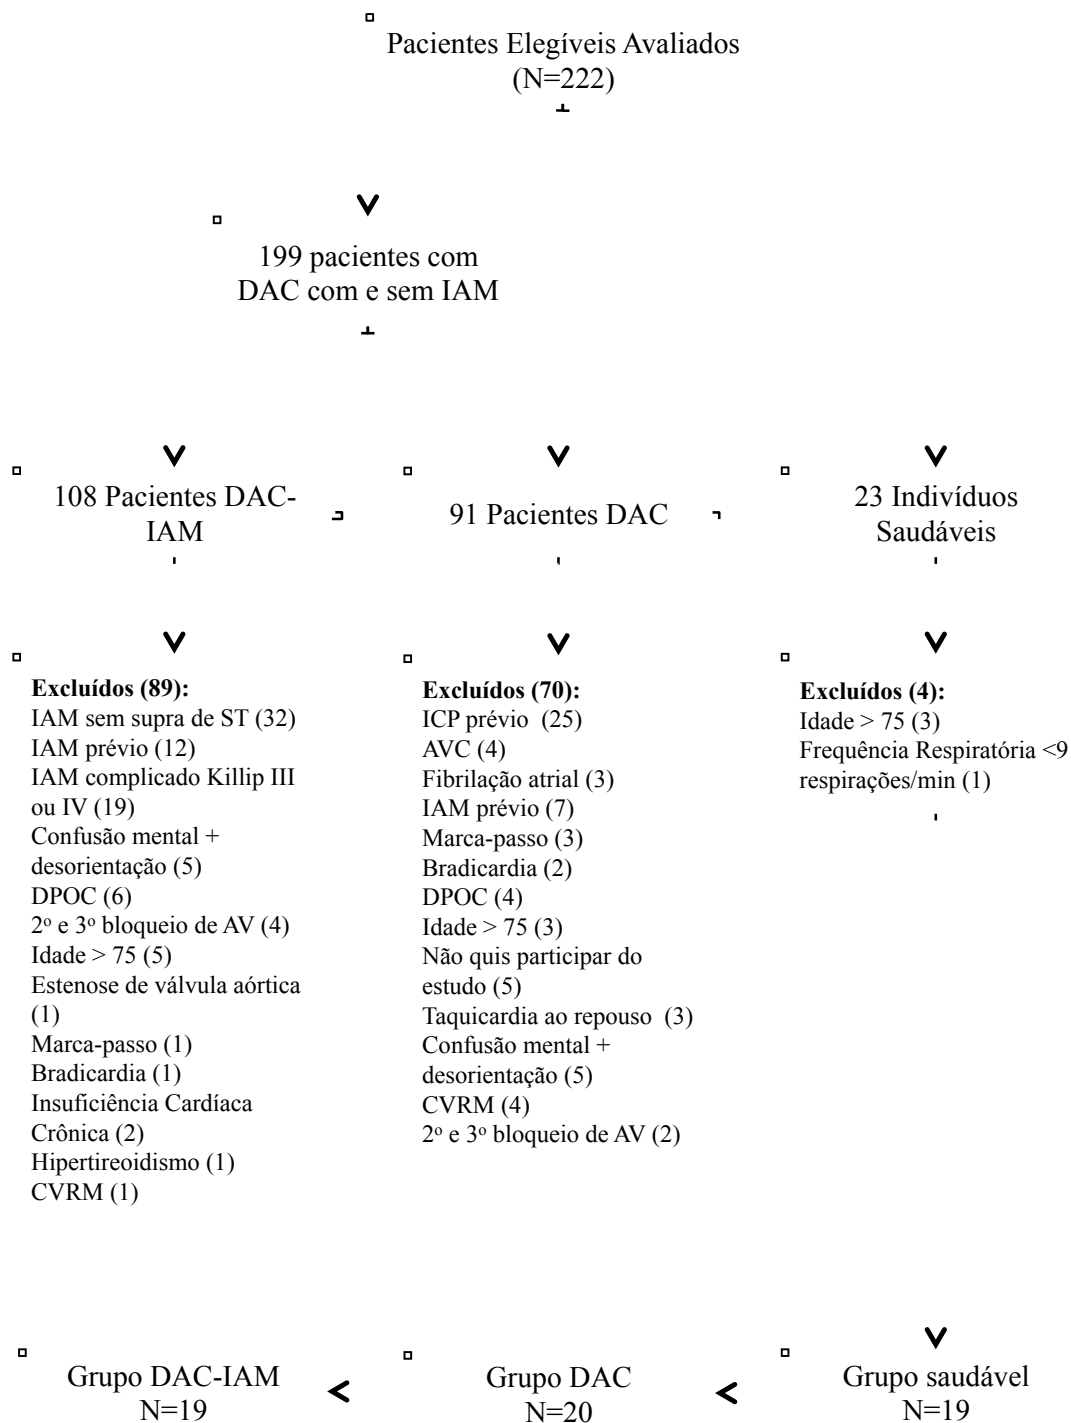 Pacientes Elegíveis Avaliados
(N=222)
199 pacientes com
DAC com e sem IAM
108 Pacientes DAC-
IAM
91 Pacientes DAC
23 Indivíduos
Saudáveis
Excluídos (89):
IAM sem supra de ST (32)
IAM prévio (12)
IAM complicado Killip III
ou IV (19)
Confusão mental +
desorientação (5)
DPOC (6)
2º e 3º bloqueio de AV (4)
Idade > 75 (5)
Estenose de válvula aórtica
(1)
Marca-passo (1)
Bradicardia (1)
Insuficiência Cardíaca
Crônica (2)
Hipertireoidismo (1)
CVRM (1)
Excluídos (70):
ICP prévio (25)
AVC (4)
Fibrilação atrial (3)
IAM prévio (7)
Marca-passo (3)
Bradicardia (2)
DPOC (4)
Idade > 75 (3)
Não quis participar do
estudo (5)
Taquicardia ao repouso (3)
Confusão mental +
desorientação (5)
CVRM (4)
2º e 3º bloqueio de AV (2)
Excluídos (4):
Idade > 75 (3)
Frequência Respiratória <9
respirações/min (1)
Grupo DAC-IAM
N=19
Grupo DAC
N=20
Grupo saudável
N=19